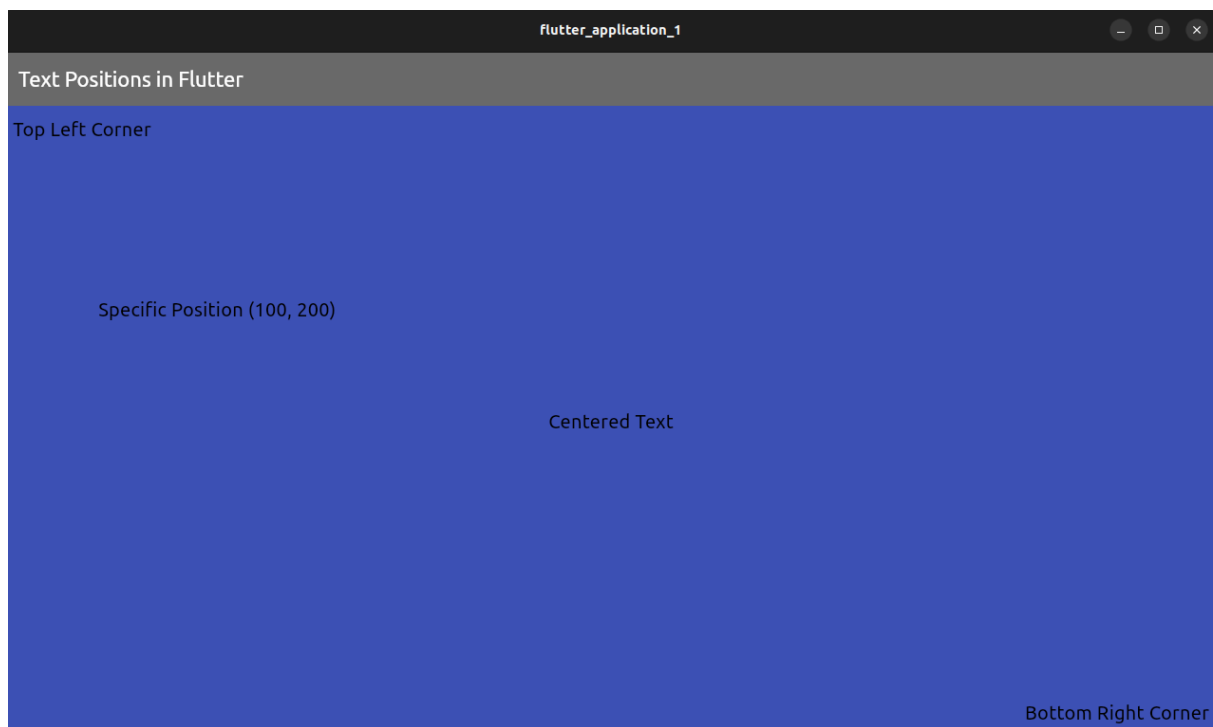 flutter_application_1
Text Positions in Flutter
Top Left Corner
Specific Position (100, 200)
Centered Text
Bottom Right Corner